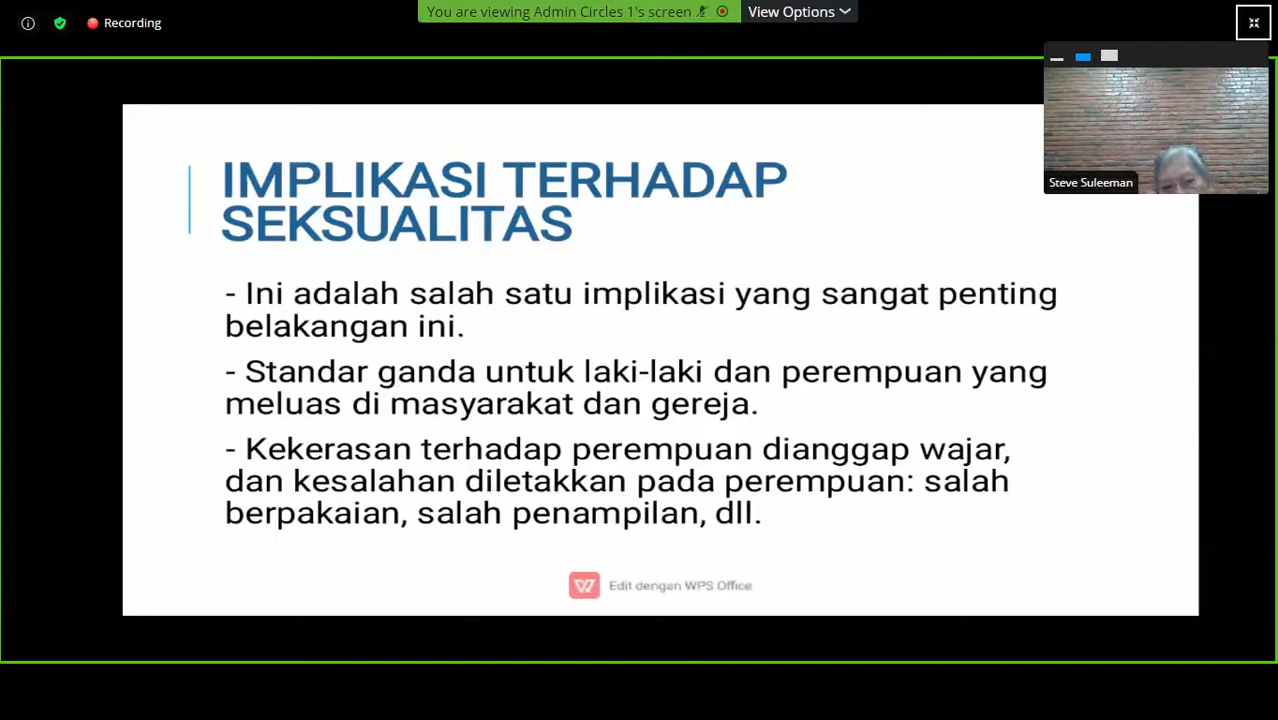 You are viewing Admin Circles 1's screen
View Options
Recording
Steve Suleeman
IMPLIKASI TERHADAP
SEKSUALITAS
- Ini adalah salah satu implikasi yang sangat penting
belakangan ini.
- Standar ganda untuk laki-laki dan perempuan yang
meluas di masyarakat dan gereja.
- Kekerasan terhadap perempuan dianggap wajar,
dan kesalahan diletakkan pada perempuan: salah
berpakaian, salah penampilan, dll.
Edit dengan WPS Office